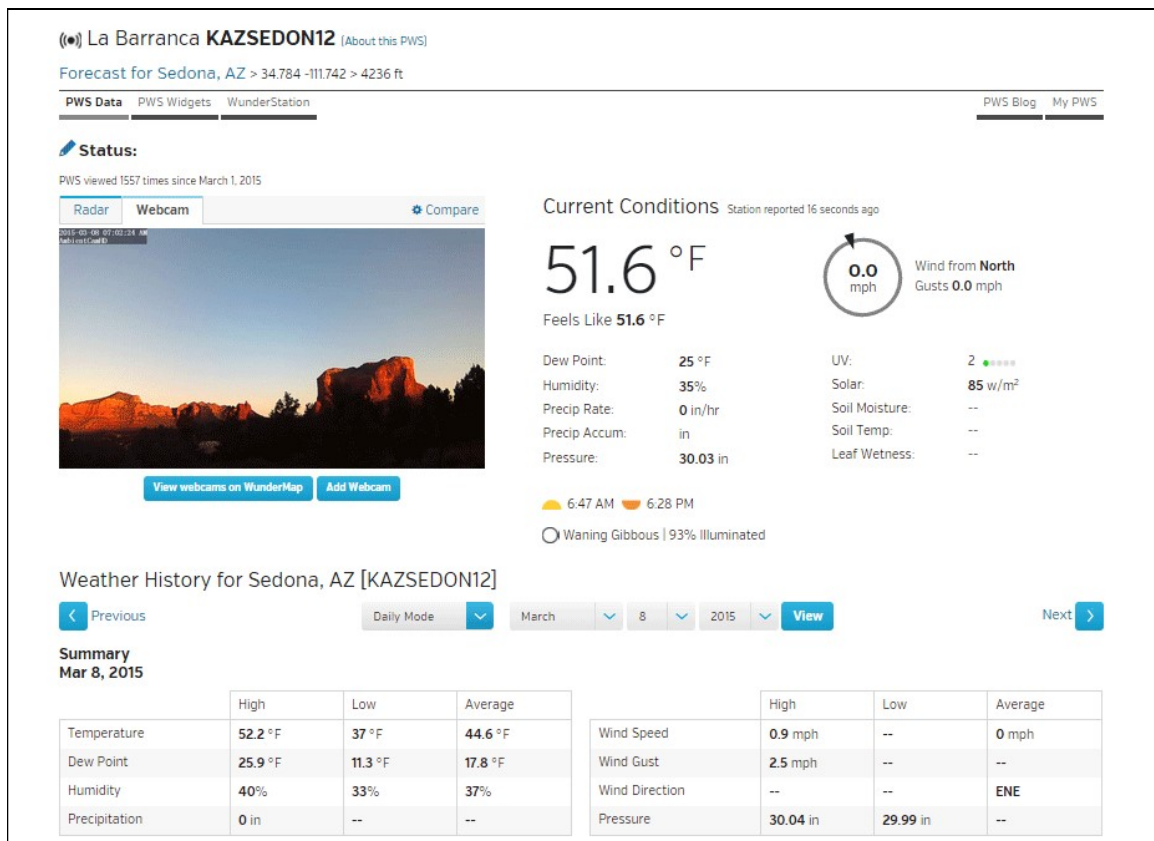 La Barranca KAZSEDON12 (About this PWS)
Forecast for Sedona, AZ > 34.784 -111.742 > 4236 ft
PWS Data PWS Widgets WunderStation PWS Blog My PWS
Status:
PWS viewed 1557 times since March 1, 2015
Radar Webcam Compare
2015-03-08 07:02:24 AM
AmbientCamHD
View webcams on WunderMap Add Webcam
Current Conditions Station reported 16 seconds ago
51.6 °F
Feels Like 51.6 °F
0.0
mph
Wind from North
Gusts 0.0 mph
Dew Point: 25 °F
Humidity: 35%
Precip Rate: 0 in/hr
Precip Accum: in
Pressure: 30.03 in
UV: 2
Solar: 85 w/m²
Soil Moisture: --
Soil Temp: --
Leaf Wetness: --
6:47 AM 6:28 PM
Waning Gibbous | 93% Illuminated
Weather History for Sedona, AZ [KAZSEDON12]
Previous Daily Mode March 8 2015 View Next
Summary
Mar 8, 2015
High Low Average
Temperature 52.2 °F 37 °F 44.6 °F
Dew Point 25.9 °F 11.3 °F 17.8 °F
Humidity 40% 33% 37%
Precipitation 0 in -- --
High Low Average
Wind Speed 0.9 mph -- 0 mph
Wind Gust 2.5 mph -- --
Wind Direction -- -- ENE
Pressure 30.04 in 29.99 in --